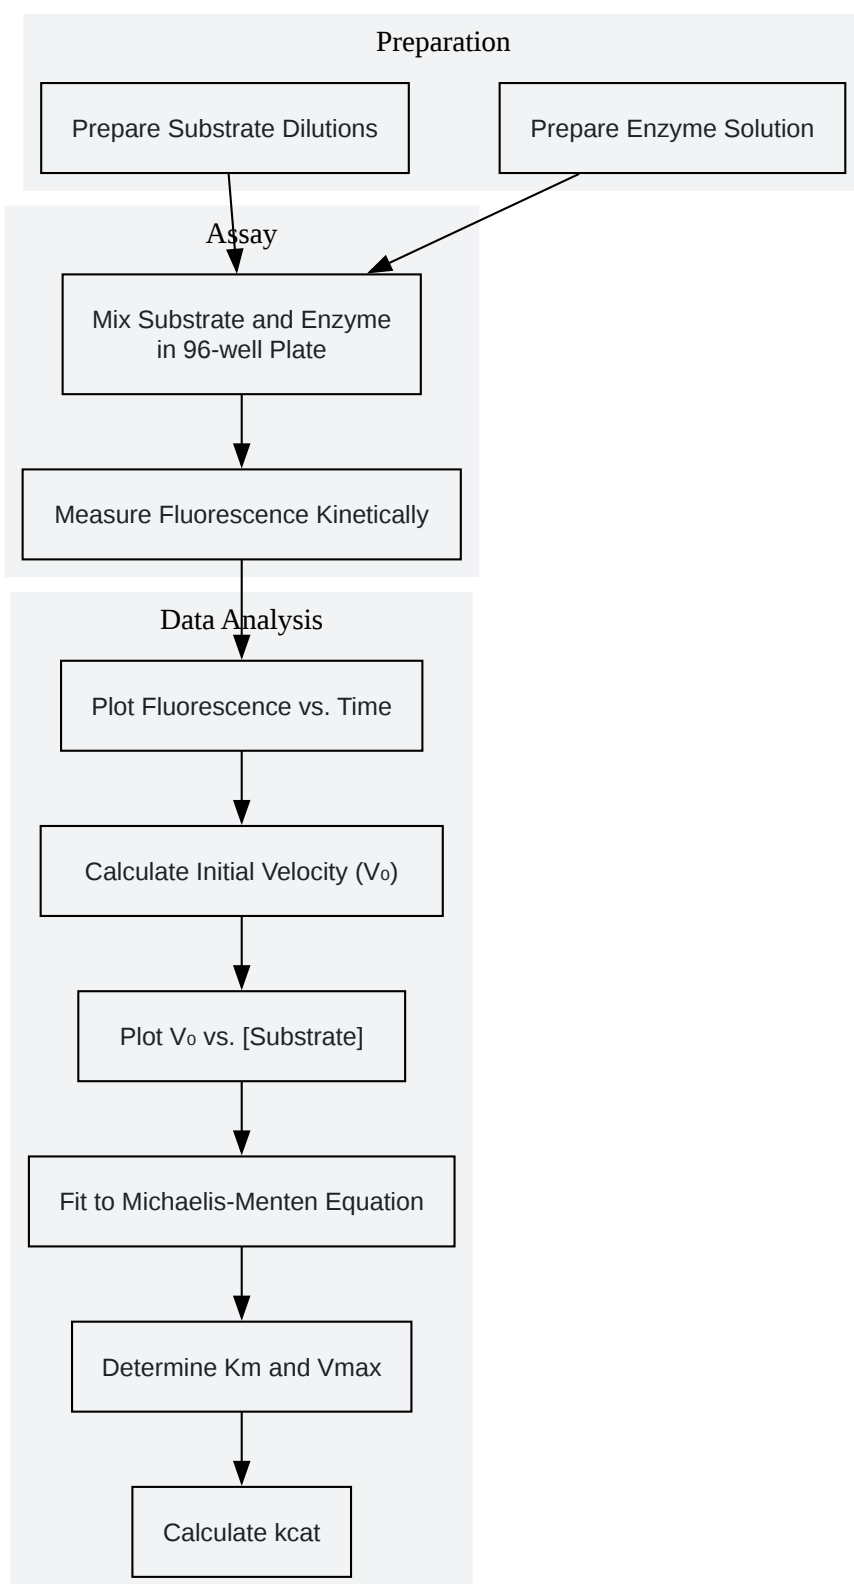 Preparation
Prepare Substrate Dilutions
Prepare Enzyme Solution
Assay
Mix Substrate and Enzyme
in 96-well Plate
Measure Fluorescence Kinetically
Data Analysis
Plot Fluorescence vs. Time
Calculate Initial Velocity (V₀)
Plot V₀ vs. [Substrate]
Fit to Michaelis-Menten Equation
Determine Km and Vmax
Calculate kcat